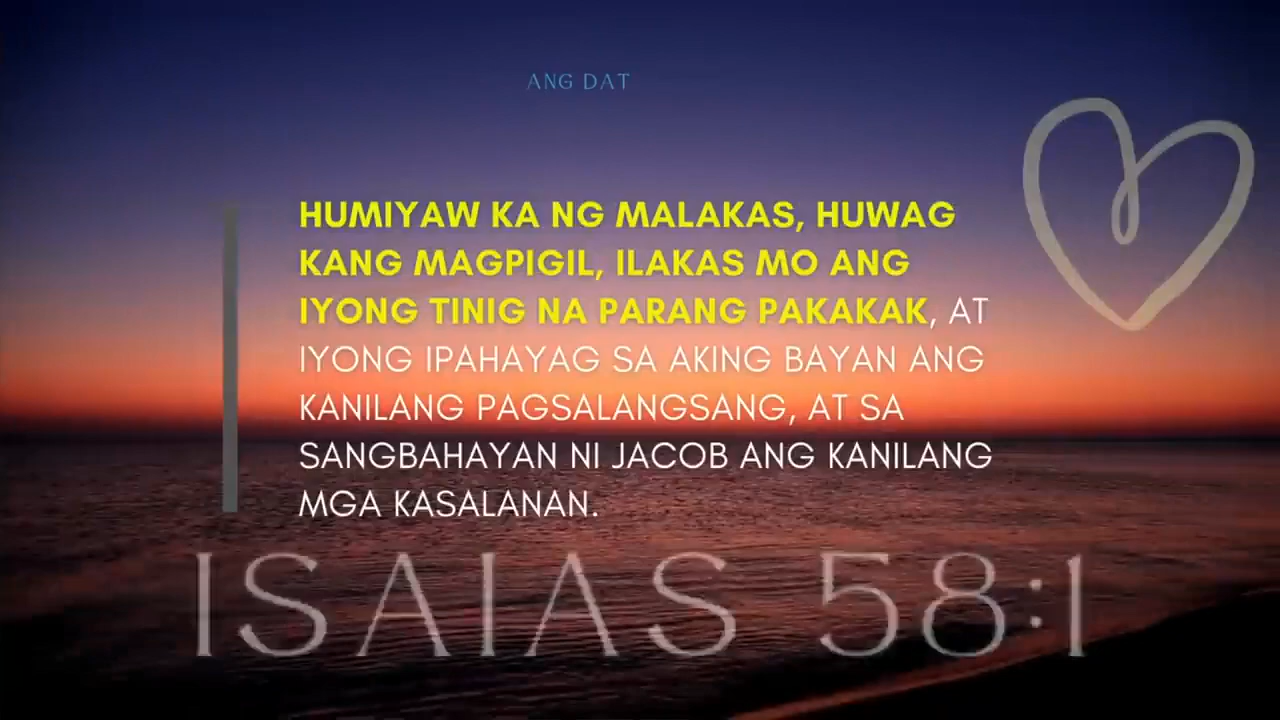 ANG DAT
HUMIYAW KA NG MALAKAS, HUWAG
KANG MAGPIGIL, ILAKAS MO ANG
IYONG TINIG NA PARANG PAKAKAK, AT
IYONG IPAHAYAG SA AKING BAYAN ANG
KANILANG PAGSALANGSANG, AT SA
SANGBAHAYAN NI JACOB ANG KANILANG
MGA KASALANAN.
ISAIAS 58:1